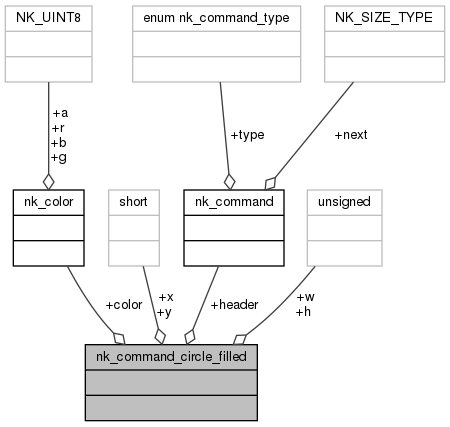 NK_UINT8
enum nk_command_type
NK_SIZE_TYPE
+a
+r
+b
+g
+type
+next
nk_color
short
nk_command
unsigned
+color
+x
+y
+header
+w
+h
nk_command_circle_filled